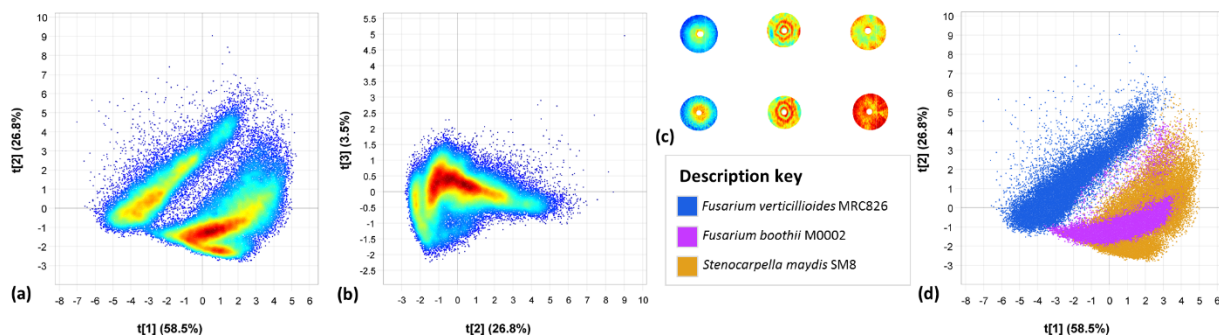 t[2] (26.8%)
10
9
8
7
6
5
4
3
2
1
0
-1
-2
-3
-8 -7 -6 -5 -4 -3 -2 -1 0 1 2 3 4 5 6
(a)
t[1] (58.5%)
t[3] (3.5%)
5.5
5
4.5
4
3.5
3
2.5
2
1.5
1
0.5
0
-0.5
-1
-1.5
-2
-2.5
-3 -2 -1 0 1 2 3 4 5 6 7 8 9 10
(b)
t[2] (26.8%)
(c)
Description key
Fusarium verticillioides MRC826
Fusarium boothii M0002
Stenocarpella maydis SM8
t[2] (26.8%)
10
9
8
7
6
5
4
3
2
1
0
-1
-2
-3
-8 -7 -6 -5 -4 -3 -2 -1 0 1 2 3 4 5 6
(d)
t[1] (58.5%)